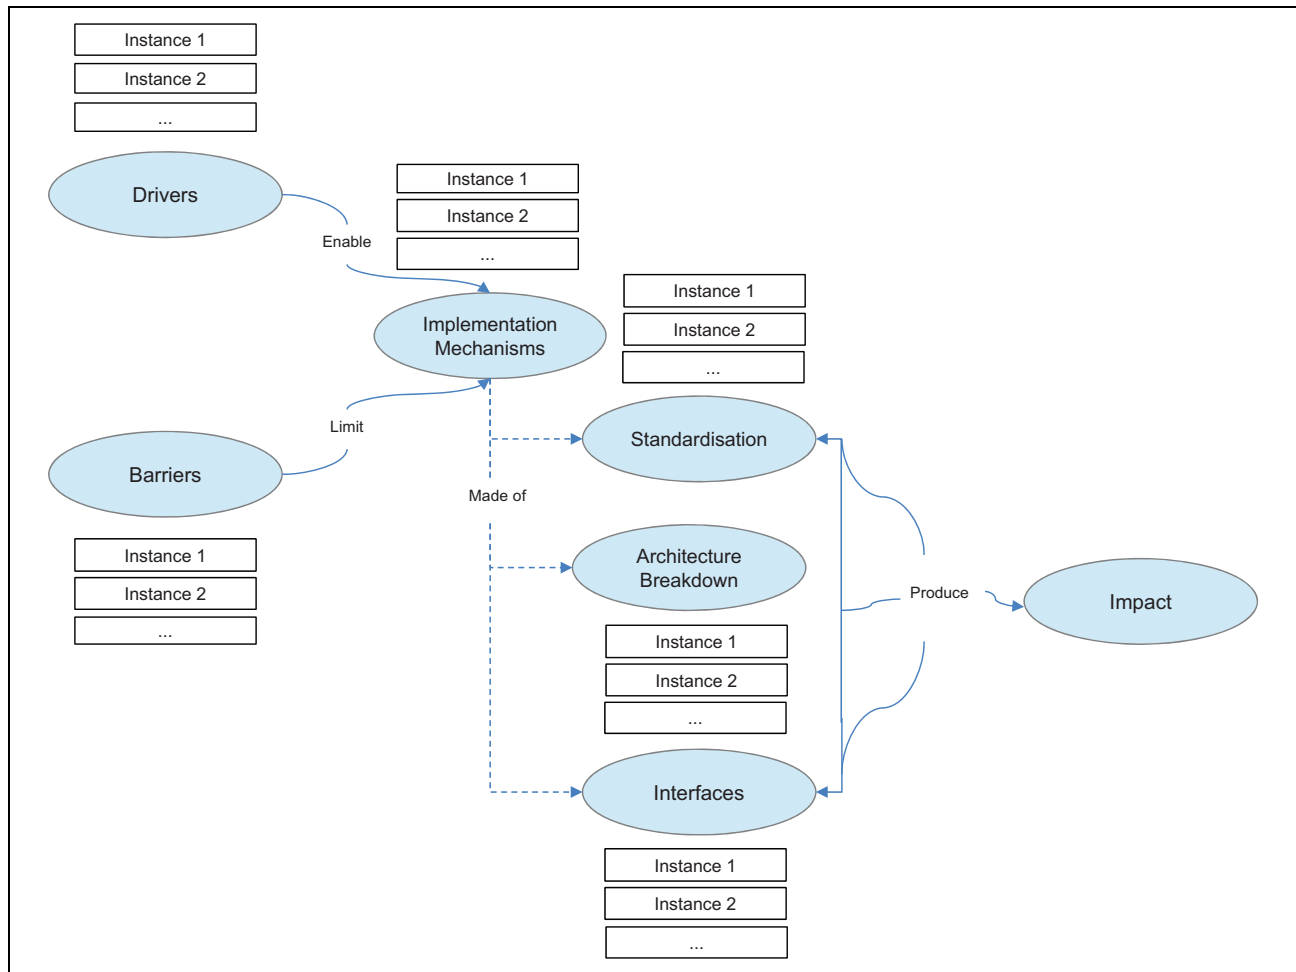 Instance 1
Instance 2
...
Drivers
Enable
Instance 1
Instance 2
...
Implementation
Mechanisms
Limit
Barriers
Instance 1
Instance 2
...
Made of
Instance 1
Instance 2
...
Standardisation
Architecture
Breakdown
Instance 1
Instance 2
...
Interfaces
Instance 1
Instance 2
...
Produce
Impact